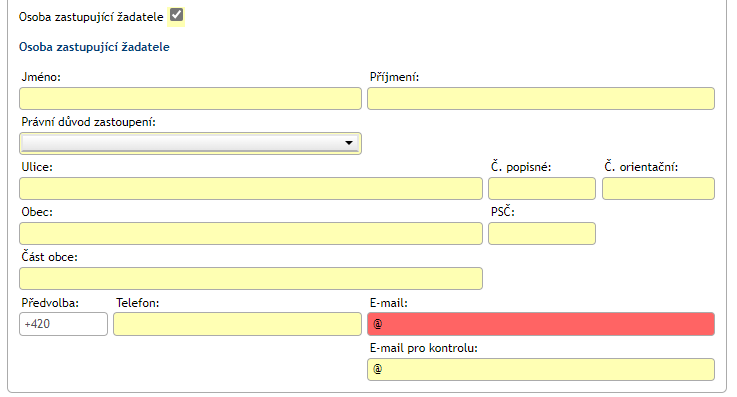 Osoba zastupující žadatele
Osoba zastupující žadatele
Jméno: Příjmení:
Právní důvod zastoupení:
Ulice: Č. popisné: Č. orientační:
Obec: PSČ:
Část obce:
Předvolba: Telefon: E-mail:
+420 @
E-mail pro kontrolu:
@